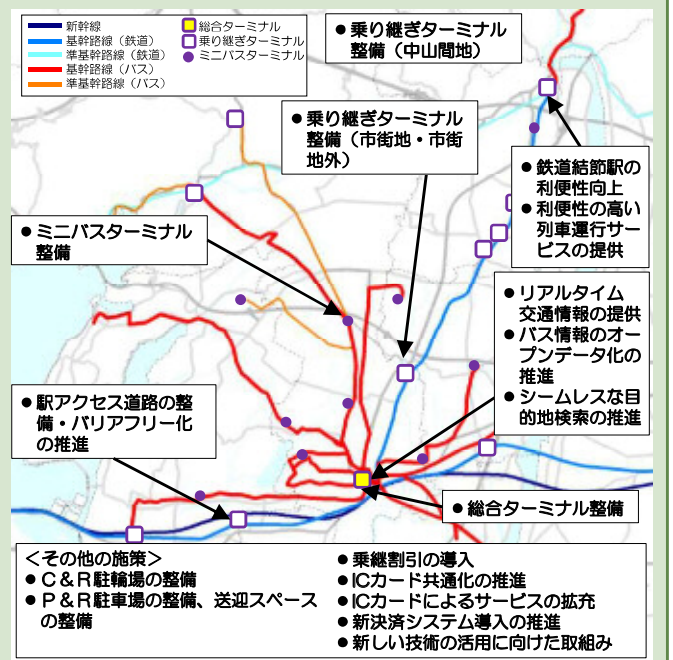 新幹線
基幹路線（鉄道）
準基幹路線（鉄道）
基幹路線（バス）
準基幹路線（バス）
総合ターミナル
乗り継ぎターミナル
ミニバスターミナル
●乗り継ぎターミナル
整備（中山間地）
●乗り継ぎターミナル
整備（市街地・市街
地外）
●鉄道結節駅の
利便性向上
●利便性の高い
列車運行サー
ビスの提供
●ミニバスターミナル
整備
●リアルタイム
交通情報の提供
●バス情報のオー
プンデータ化の
推進
●シームレスな目
的地検索の推進
●駅アクセス道路の整
備・バリアフリー化
の推進
●総合ターミナル整備
＜その他の施策＞
●Ｃ＆Ｒ駐輪場の整備
●Ｐ＆Ｒ駐車場の整備、送迎スペース
の整備
●乗継割引の導入
●ICカード共通化の推進
●ICカードによるサービスの拡充
●新決済システム導入の推進
●新しい技術の活用に向けた取組み